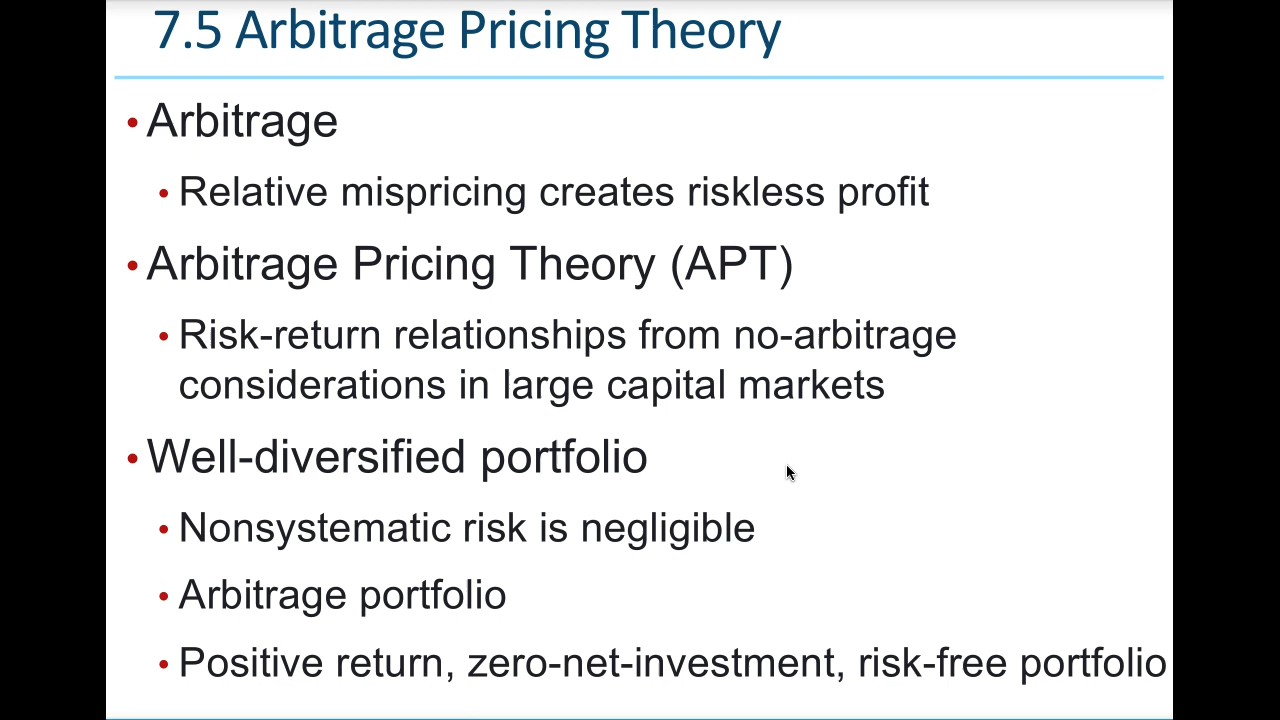 7.5 Arbitrage Pricing Theory
• Arbitrage
• Relative mispricing creates riskless profit
• Arbitrage Pricing Theory (APT)
• Risk-return relationships from no-arbitrage
considerations in large capital markets
• Well-diversified portfolio
• Nonsystematic risk is negligible
• Arbitrage portfolio
• Positive return, zero-net-investment, risk-free portfolio